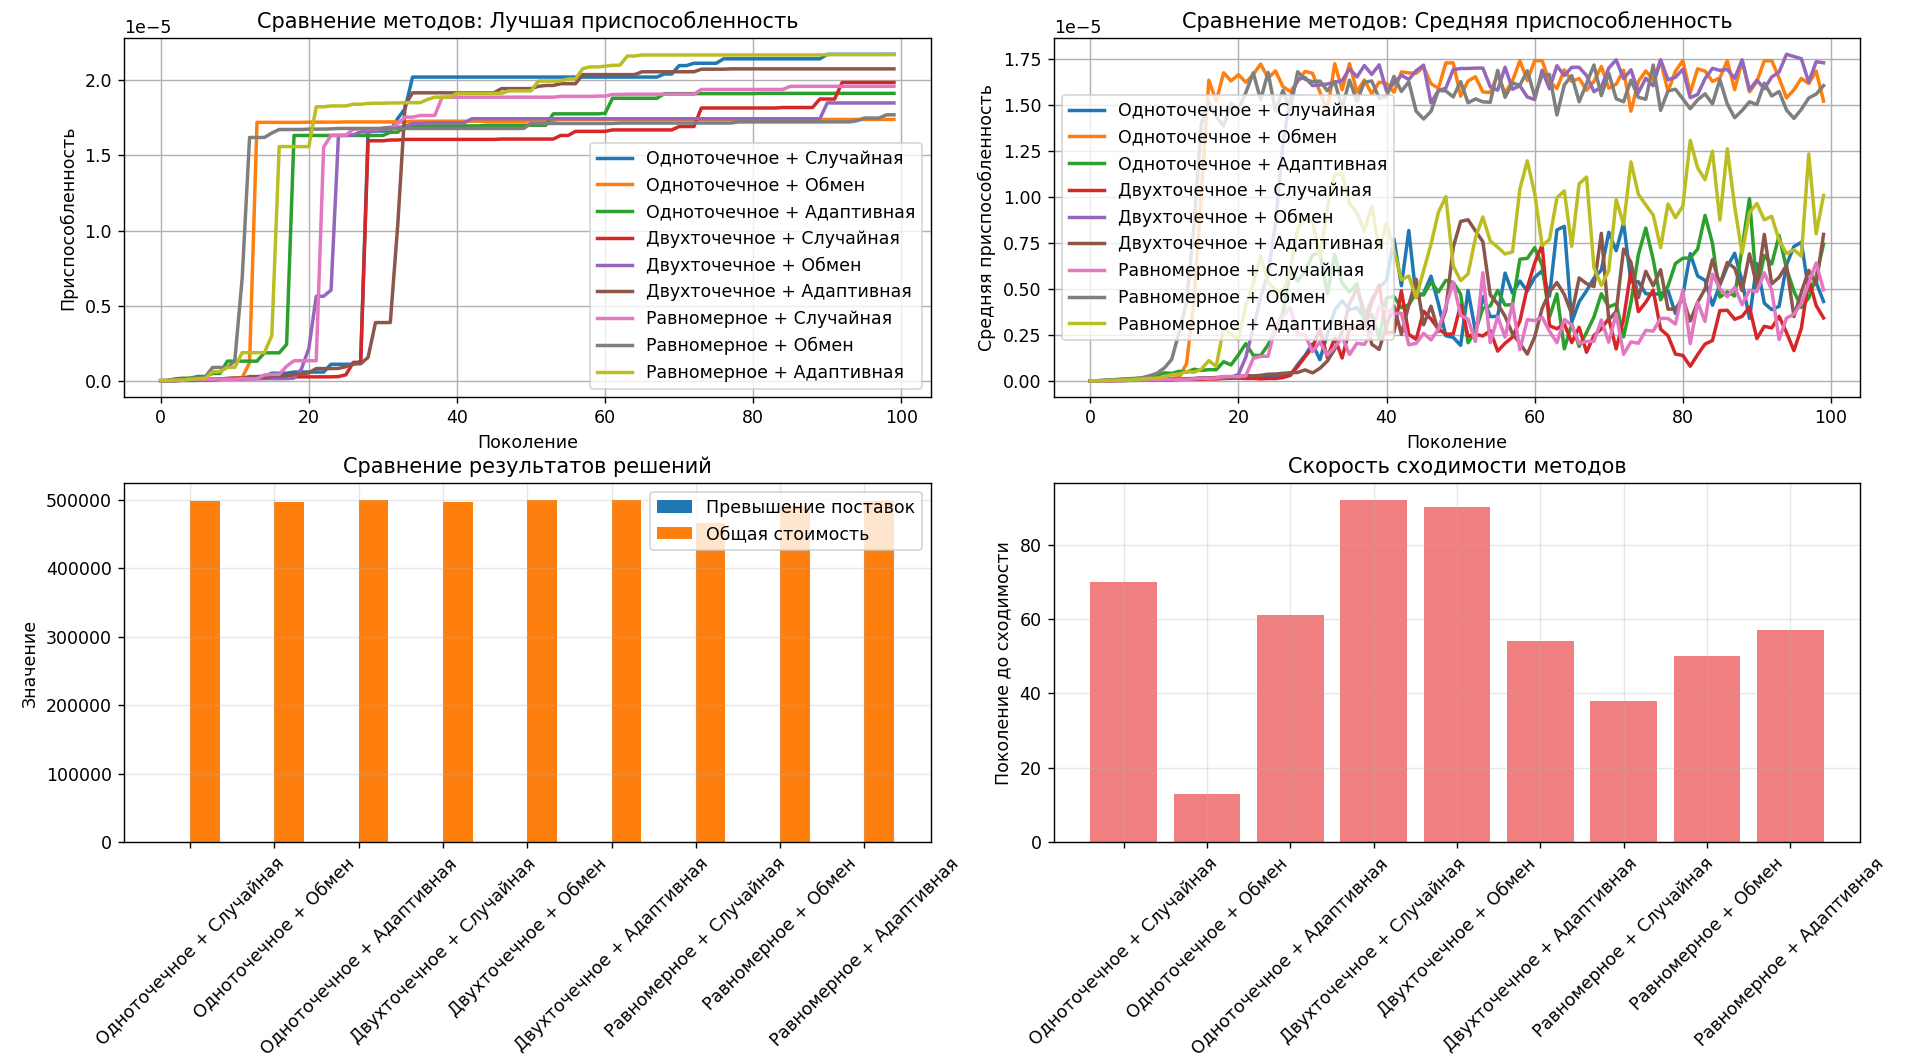 Сравнение методов: Лучшая приспособленность
1e−5
Приспособленность
2.0
1.5
1.0
0.5
0.0
Одноточечное + Случайная
Одноточечное + Обмен
Одноточечное + Адаптивная
Двухточечное + Случайная
Двухточечное + Обмен
Двухточечное + Адаптивная
Равномерное + Случайная
Равномерное + Обмен
Равномерное + Адаптивная
0 20 40 60 80 100
Поколение
Сравнение методов: Средняя приспособленность
1e−5
Средняя приспособленность
1.75
1.50
1.25
1.00
0.75
0.50
0.25
0.00
Одноточечное + Случайная
Одноточечное + Обмен
Одноточечное + Адаптивная
Двухточечное + Случайная
Двухточечное + Обмен
Двухточечное + Адаптивная
Равномерное + Случайная
Равномерное + Обмен
Равномерное + Адаптивная
0 20 40 60 80 100
Поколение
Сравнение результатов решений
Значение
500000
400000
300000
200000
100000
0
Превышение поставок
Общая стоимость
Одноточечное + Случайная
Одноточечное + Обмен
Одноточечное + Адаптивная
Двухточечное + Случайная
Двухточечное + Обмен
Двухточечное + Адаптивная
Равномерное + Случайная
Равномерное + Обмен
Равномерное + Адаптивная
Скорость сходимости методов
Поколение до сходимости
80
60
40
20
0
Одноточечное + Случайная
Одноточечное + Обмен
Одноточечное + Адаптивная
Двухточечное + Случайная
Двухточечное + Обмен
Двухточечное + Адаптивная
Равномерное + Случайная
Равномерное + Обмен
Равномерное + Адаптивная